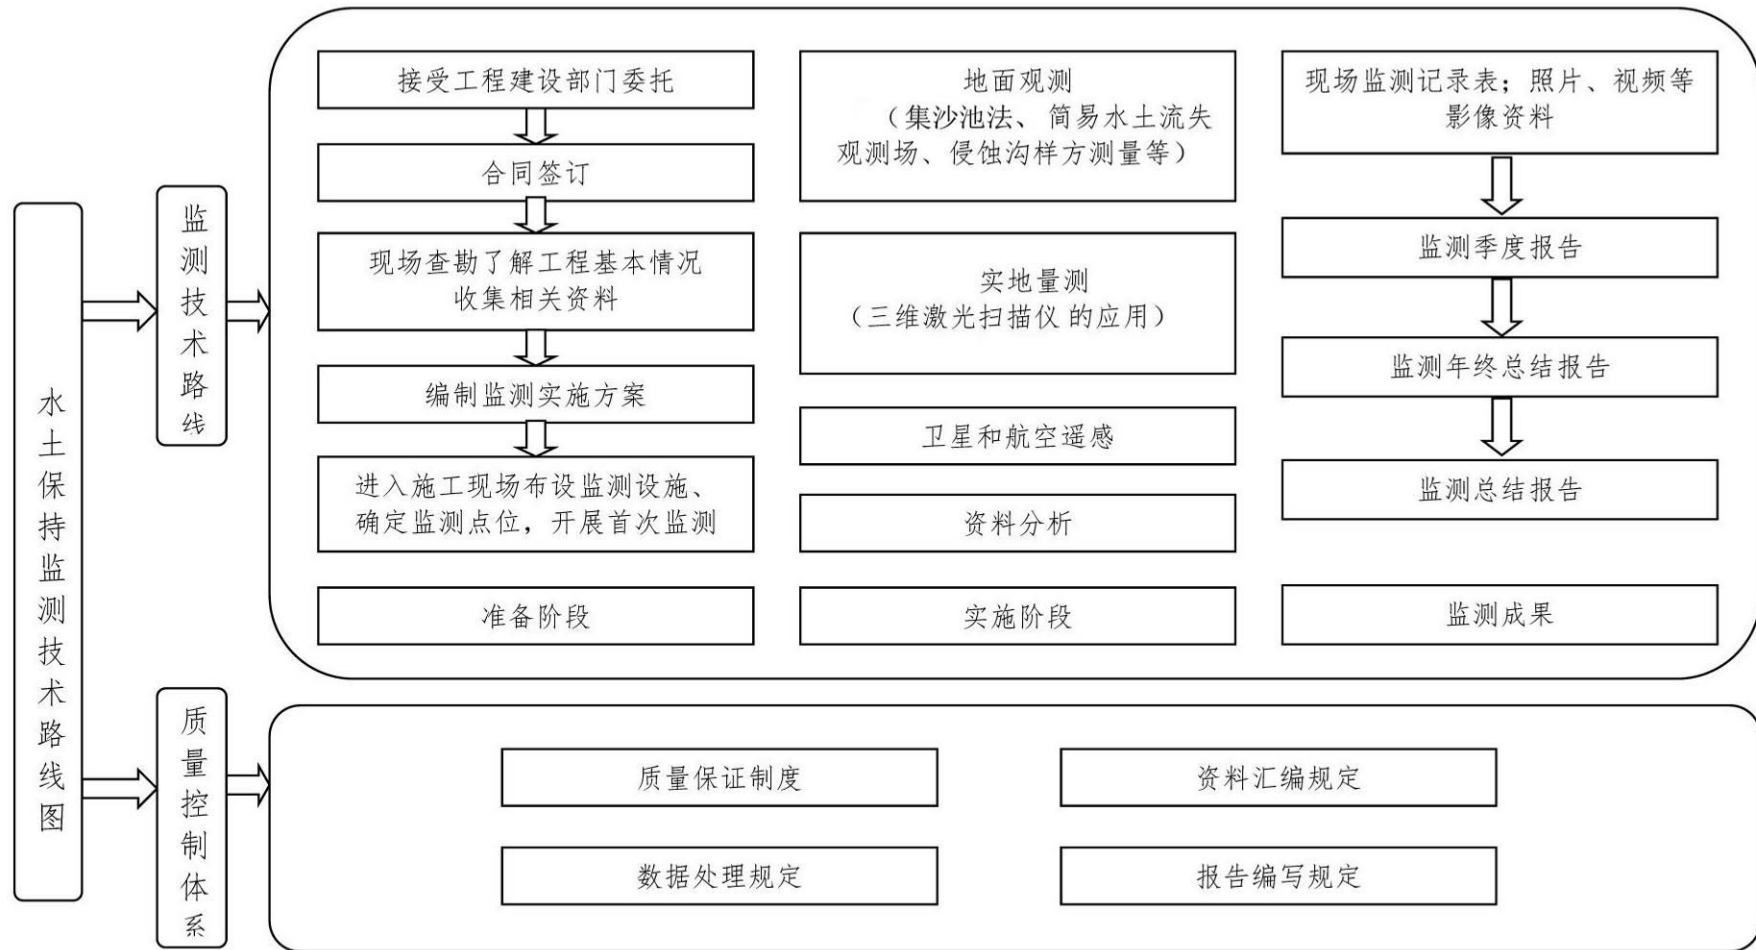 水土保持监测技术路线图
监测技术路线
接受工程建设部门委托
合同签订
现场查勘了解工程基本情况
收集相关资料
编制监测实施方案
进入施工现场布设监测设施、
确定监测点位，开展首次监测
准备阶段
地面观测
（集沙池法、简易水土流失
观测场、侵蚀沟样方测量等）
实地量测
（三维激光扫描仪 的应用）
卫星和航空遥感
资料分析
实施阶段
现场监测记录表；照片、视频等
影像资料
监测季度报告
监测年终总结报告
监测总结报告
监测成果
质量控制体系
质量保证制度
资料汇编规定
数据处理规定
报告编写规定